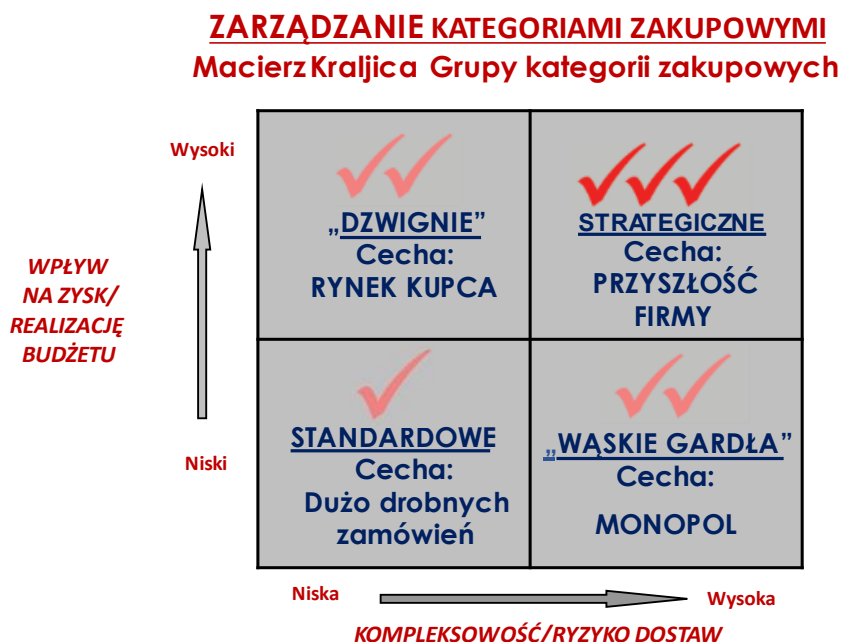 ZARZĄDZANIE KATEGORIAMI ZAKUPOWYMI
Macierz Kraljica Grupy kategorii zakupowych
Wysoki
WPŁYW
NA ZYSK/
REALIZACJĘ
BUDŻETU
Niski
„DZWIGNIE”
Cecha:
RYNEK KUPCA
STRATEGICZNE
Cecha:
PRZYSZŁOŚĆ
FIRMY
STANDARDOWE
Cecha:
Dużo drobnych
zamówień
„WĄSKIE GARDŁA”
Cecha:
MONOPOL
Niska
Wysoka
KOMPLEKSOWOŚĆ/RYZYKO DOSTAW